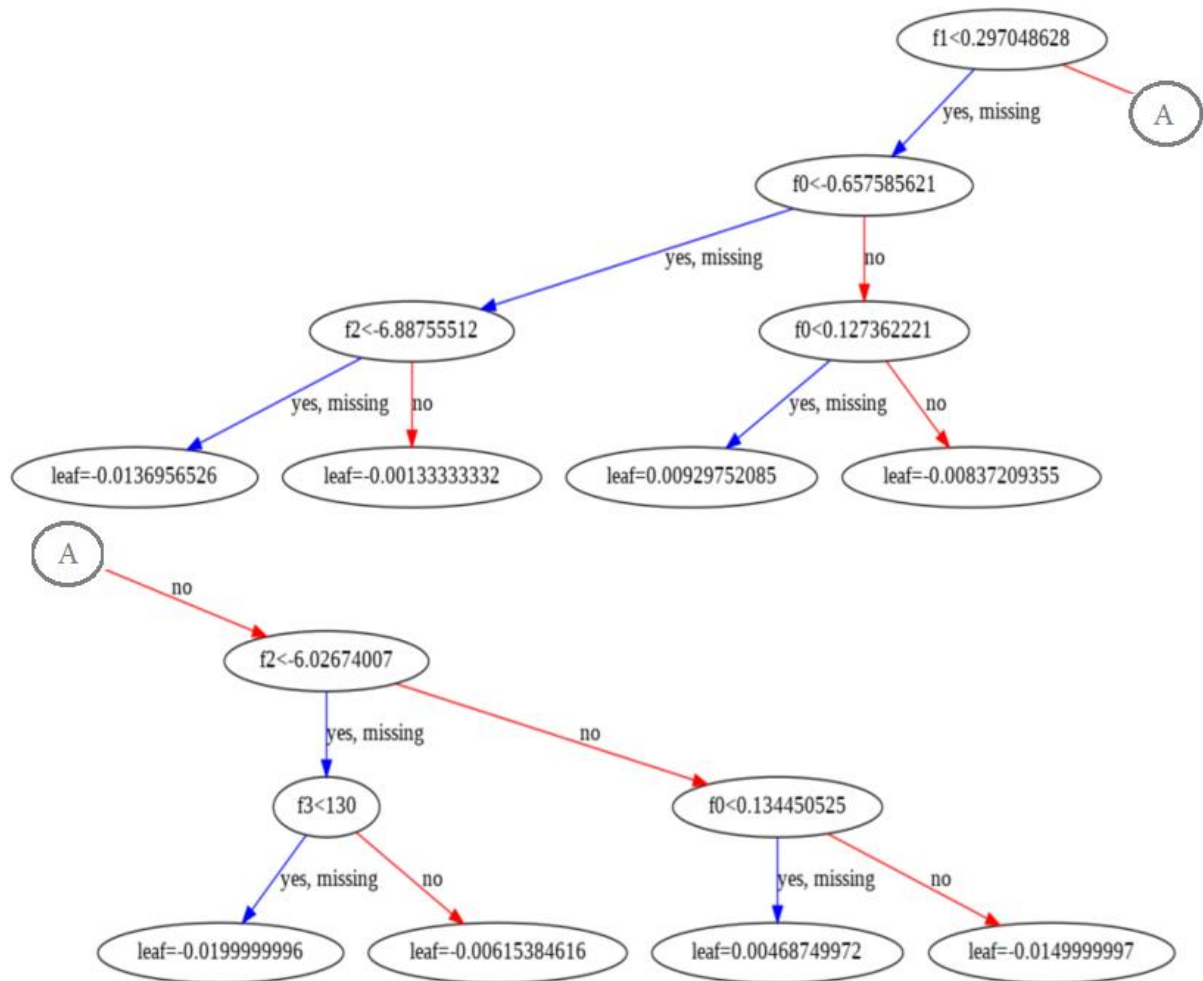 f1<0.297048628
A
yes, missing
f0<-0.657585621
yes, missing
no
f2<-6.88755512
f0<0.127362221
yes, missing
no
yes, missing
no
leaf=-0.0136956526
leaf=-0.00133333332
leaf=0.00929752085
leaf=-0.00837209355
A
no
f2<-6.02674007
yes, missing
no
f3<130
f0<0.134450525
yes, missing
no
yes, missing
no
leaf=-0.0199999996
leaf=-0.00615384616
leaf=0.00468749972
leaf=-0.0149999997